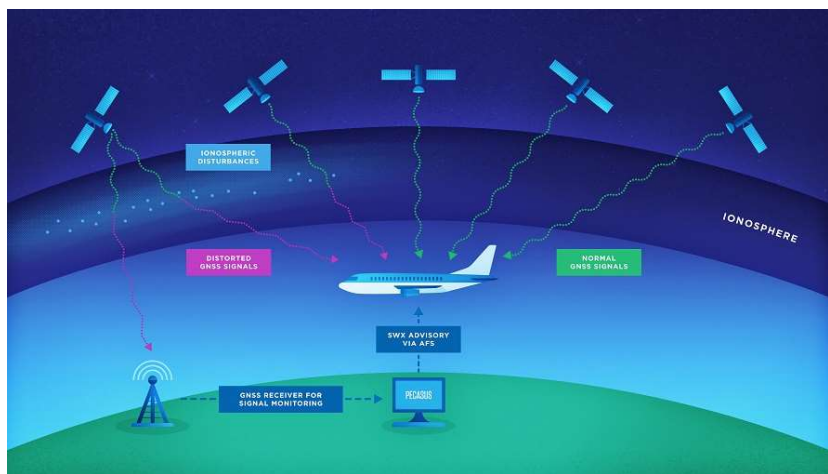 IONOSPHERIC
DISTURBANCES
IONOSPHERE
DISTORTED
GNSS SIGNALS
NORMAL
GNSS SIGNALS
SWX ADVISORY
VIA AFS
GNSS RECEIVER FOR
SIGNAL MONITORING
PECASUS